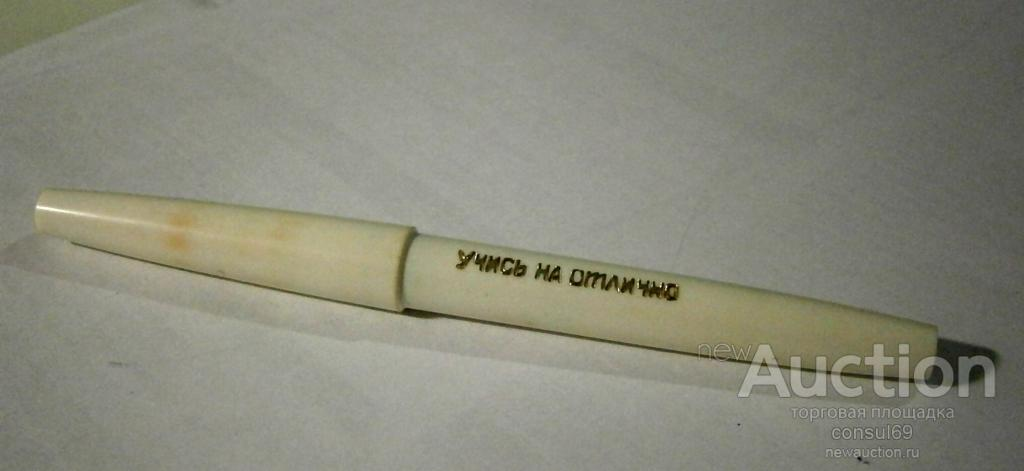 УЧИСЬ НА ОТЛИЧНО
newAuction
торговая площадка
consul69
newauction.ru